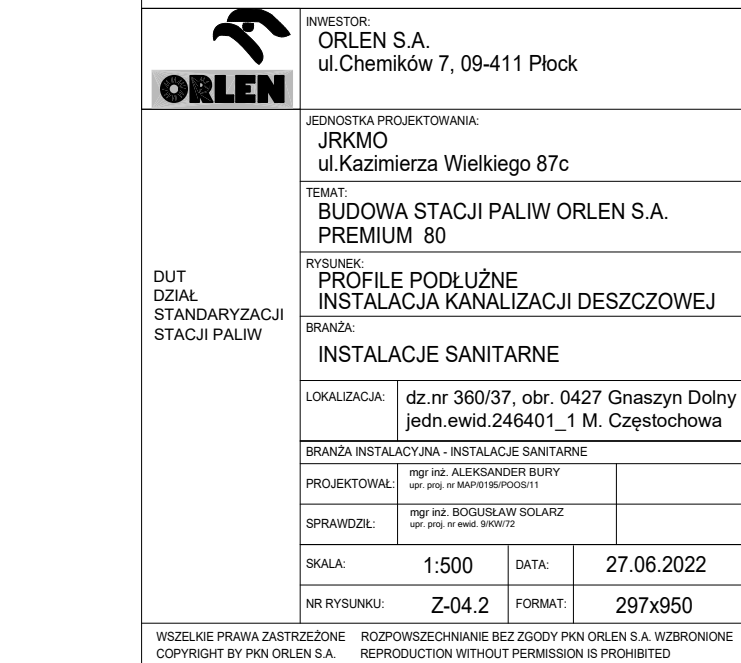 INWESTOR:
ORLEN S.A.
ul.Chemików 7, 09-411 Płock
ORLEN
JEDNOSTKA PROJEKTOWANIA:
JRKMO
ul.Kazimierza Wielkiego 87c
TEMAT:
BUDOWA STACJI PALIW ORLEN S.A.
PREMIUM 80
DUT
DZIAŁ
STANDARYZACJI
STACJI PALIW
RYSUNEK:
PROFILE PODŁUŻNE
INSTALACJA KANALIZACJI DESZCZOWEJ
BRANŻA:
INSTALACJE SANITARNE
LOKALIZACJA: dz.nr 360/37, obr. 0427 Gnaszyn Dolny
jedn.ewid.246401_1 M. Częstochowa
BRANŻA INSTALACYJNA - INSTALACJE SANITARNE
PROJEKTOWAŁ: mgr inż. ALEKSANDER BURY
upr. proj. nr MAP/0195/POOS/11
SPRAWDZIŁ: mgr inż. BOGUSŁAW SOLARZ
upr. proj. nr ewid. 9/KW/72
SKALA: 1:500 DATA: 27.06.2022
NR RYSUNKU: Z-04.2 FORMAT: 297x950
WSZELKIE PRAWA ZASTRZEŻONE ROZPOWSZECHNIANIE BEZ ZGODY PKN ORLEN S.A. WZBRONIONE
COPYRIGHT BY PKN ORLEN S.A. REPRODUCTION WITHOUT PERMISSION IS PROHIBITED